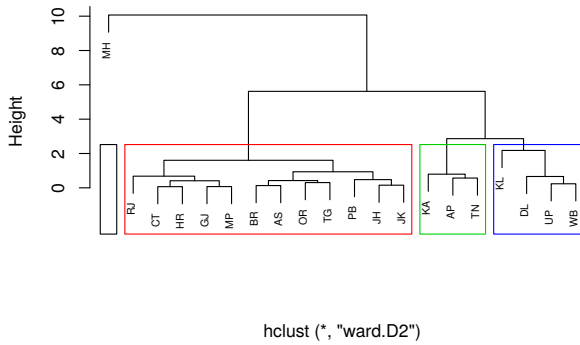 10
8
6
4
2
0
Height
MH
RJ
CT
HR
GJ
MP
BR
AS
OR
TG
PB
JH
JK
KA
AP
TN
KL
DL
UP
WB
hclust (*, "ward.D2")